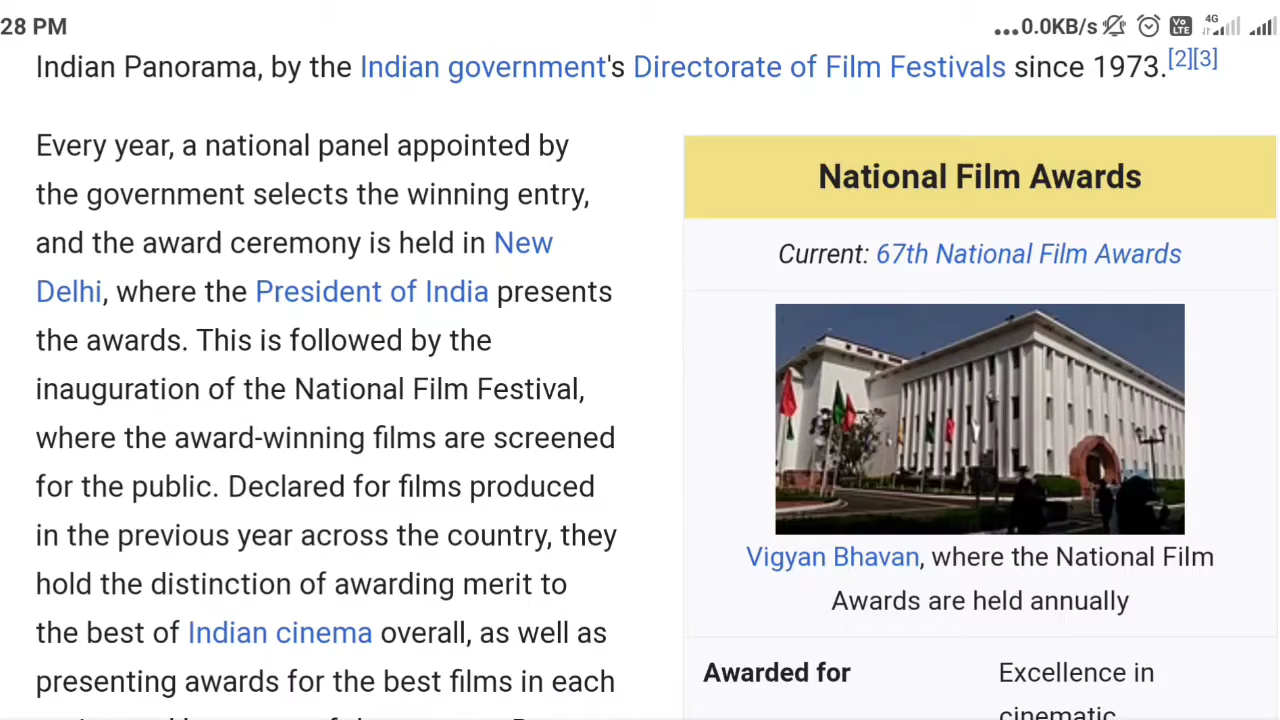 28 PM
...0.0KB/s
Vo
LTE
4G
Indian Panorama, by the Indian government's Directorate of Film Festivals since 1973.[2][3]
Every year, a national panel appointed by
the government selects the winning entry,
and the award ceremony is held in New
Delhi, where the President of India presents
the awards. This is followed by the
inauguration of the National Film Festival,
where the award-winning films are screened
for the public. Declared for films produced
in the previous year across the country, they
hold the distinction of awarding merit to
the best of Indian cinema overall, as well as
presenting awards for the best films in each
National Film Awards
Current: 67th National Film Awards
Vigyan Bhavan, where the National Film
Awards are held annually
Awarded for
Excellence in
cinematic